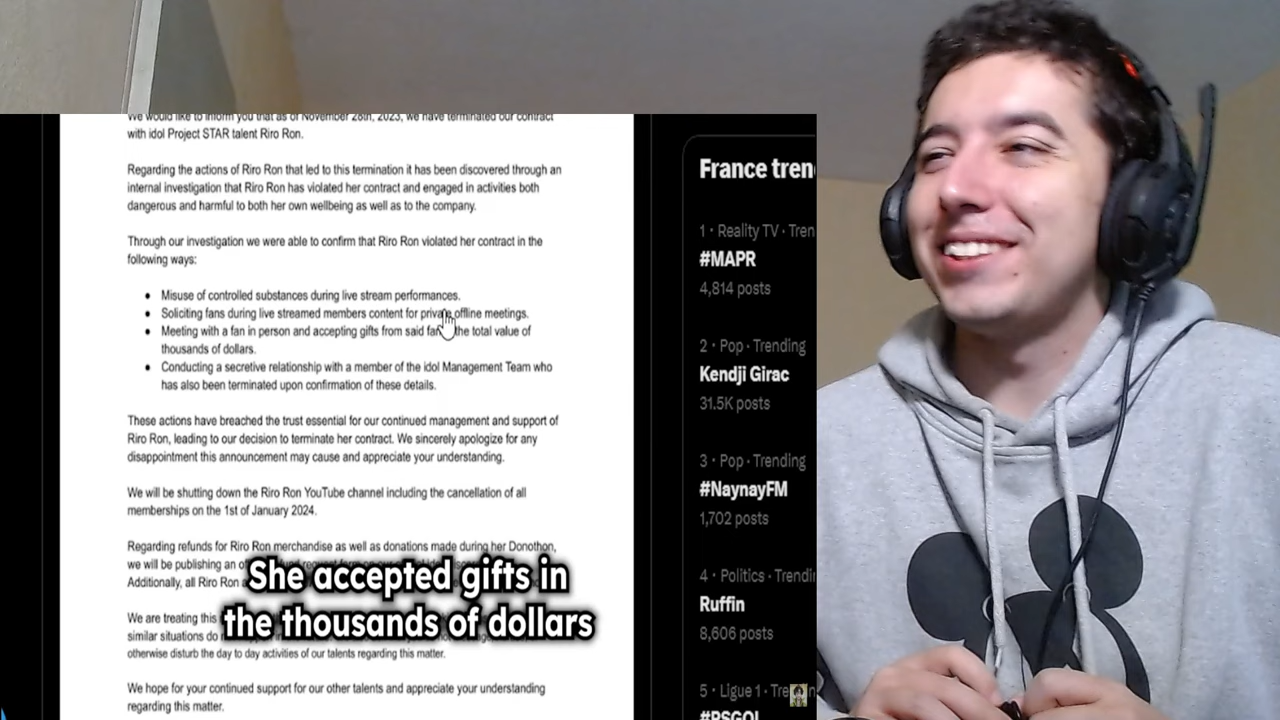 We would like to inform you that as of November 28th, 2023, we have terminated our contract
with idol Project STAR talent Riro Ron.
Regarding the actions of Riro Ron that led to this termination it has been discovered through an
internal investigation that Riro Ron has violated her contract and engaged in activities both
dangerous and harmful to both her own wellbeing as well as to the company.
Through our investigation we were able to confirm that Riro Ron violated her contract in the
following ways:
• Misuse of controlled substances during live stream performances.
• Soliciting fans during live streamed members content for private offline meetings.
• Meeting with a fan in person and accepting gifts from said fan the total value of
thousands of dollars.
• Conducting a secretive relationship with a member of the idol Management Team who
has also been terminated upon confirmation of these details.
These actions have breached the trust essential for our continued management and support of
Riro Ron, leading to our decision to terminate her contract. We sincerely apologize for any
disappointment this announcement may cause and appreciate your understanding.
We will be shutting down the Riro Ron YouTube channel including the cancellation of all
memberships on the 1st of January 2024.
Regarding refunds for Riro Ron merchandise as well as donations made during her Donothon,
we will be publishing an
Additionally, all Riro Ron
She accepted gifts in
the thousands of dollars
We are treating this
similar situations do
otherwise disturb the day to day activities of our talents regarding this matter.
We hope for your continued support for our other talents and appreciate your understanding
regarding this matter.
France tren
1 · Reality TV · Tren
#MAPR
4,814 posts
2 · Pop · Trending
Kendji Girac
31.5K posts
3 · Pop · Trending
#NaynayFM
1,702 posts
4 · Politics · Trendi
Ruffin
8,606 posts
5 · Ligue 1 · Tre
#PSGOL